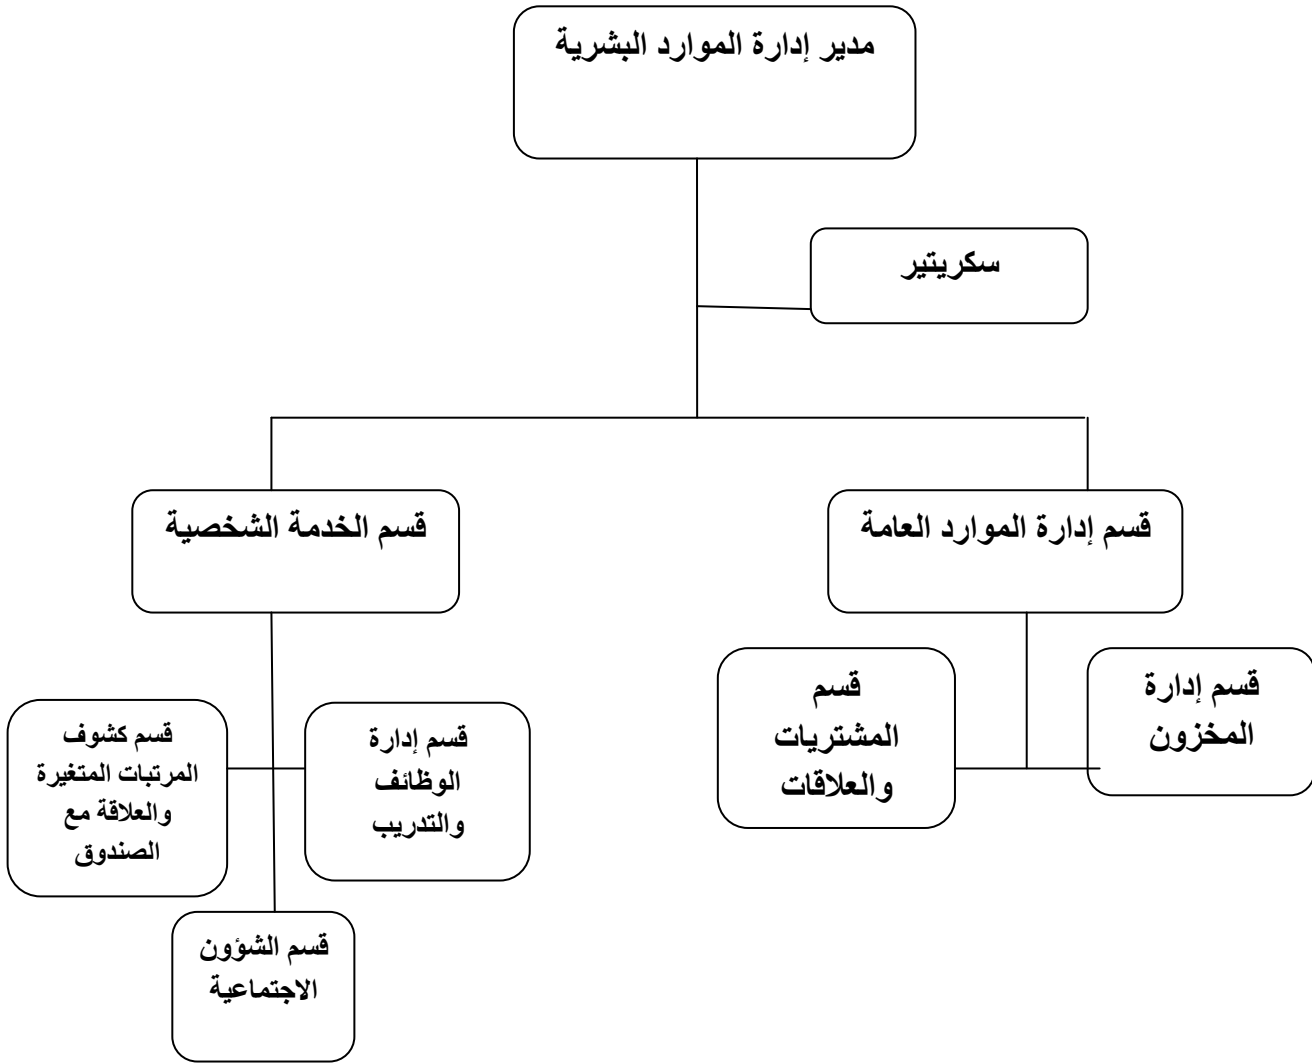 مدير إدارة الموارد البشرية
سكريتير
قسم إدارة الموارد العامة
قسم الخدمة الشخصية
قسم إدارة
المخزون
قسم
المشتريات
والعلاقات
قسم إدارة
الوظائف
والتدريب
قسم كشوف
المرتبات المتغيرة
والعلاقة مع
الصندوق
قسم الشؤون
الاجتماعية